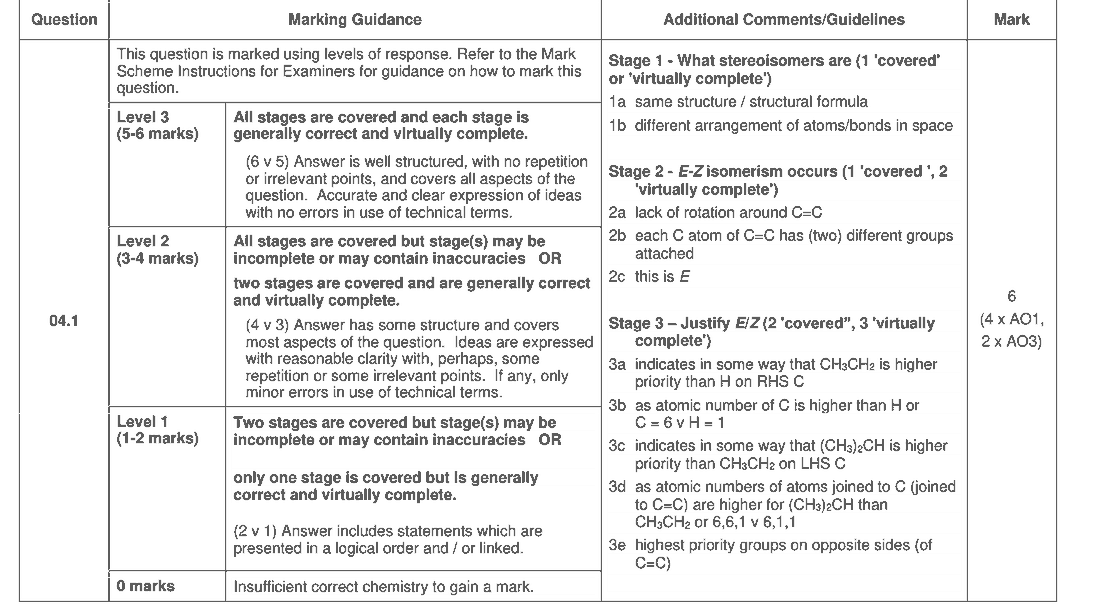 Question Marking Guidance Additional Comments/Guidelines Mark
04.1
This question is marked using levels of response. Refer to the Mark
Scheme Instructions for Examiners for guidance on how to mark this
question.
Level 3
(5-6 marks)
All stages are covered and each stage is
generally correct and virtually complete.
(6 v 5) Answer is well structured, with no repetition
or irrelevant points, and covers all aspects of the
question. Accurate and clear expression of ideas
with no errors in use of technical terms.
Level 2
(3-4 marks)
All stages are covered but stage(s) may be
incomplete or may contain inaccuracies OR
two stages are covered and are generally correct
and virtually complete.
(4 v 3) Answer has some structure and covers
most aspects of the question. Ideas are expressed
with reasonable clarity with, perhaps, some
repetition or some irrelevant points. If any, only
minor errors in use of technical terms.
Level 1
(1-2 marks)
Two stages are covered but stage(s) may be
incomplete or may contain inaccuracies OR
only one stage is covered but is generally
correct and virtually complete.
(2 v 1) Answer includes statements which are
presented in a logical order and / or linked.
0 marks
Insufficient correct chemistry to gain a mark.
Stage 1 - What stereoisomers are (1 'covered'
or 'virtually complete')
1a same structure / structural formula
1b different arrangement of atoms/bonds in space
Stage 2 - E-Z isomerism occurs (1 'covered ', 2
'virtually complete')
2a lack of rotation around C=C
2b each C atom of C=C has (two) different groups
attached
2c this is E
Stage 3 – Justify E/Z (2 'covered", 3 'virtually
complete')
3a indicates in some way that CH₃CH₂ is higher
priority than H on RHS C
3b as atomic number of C is higher than H or
C = 6 v H = 1
3c indicates in some way that (CH₃)₂CH is higher
priority than CH₃CH₂ on LHS C
3d as atomic numbers of atoms joined to C (joined
to C=C) are higher for (CH₃)₂CH than
CH₃CH₂ or 6,6,1 v 6,1,1
3e highest priority groups on opposite sides (of
C=C)
6
(4 x AO1,
2 x AO3)